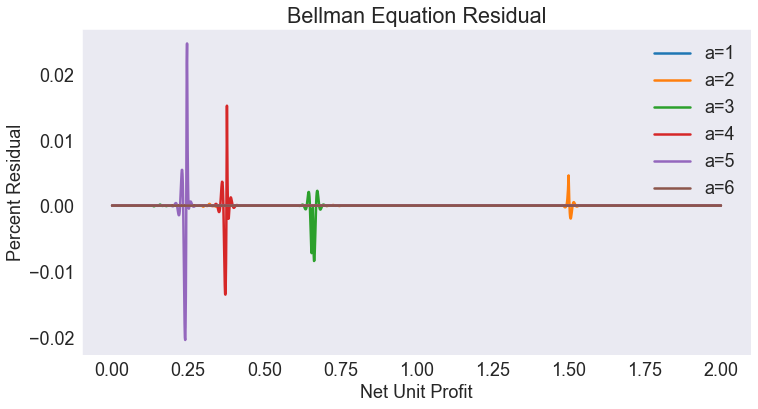 Bellman Equation Residual
a=1
a=2
a=3
a=4
a=5
a=6
Percent Residual
0.02
0.01
0.00
−0.01
−0.02
0.00 0.25 0.50 0.75 1.00 1.25 1.50 1.75 2.00
Net Unit Profit